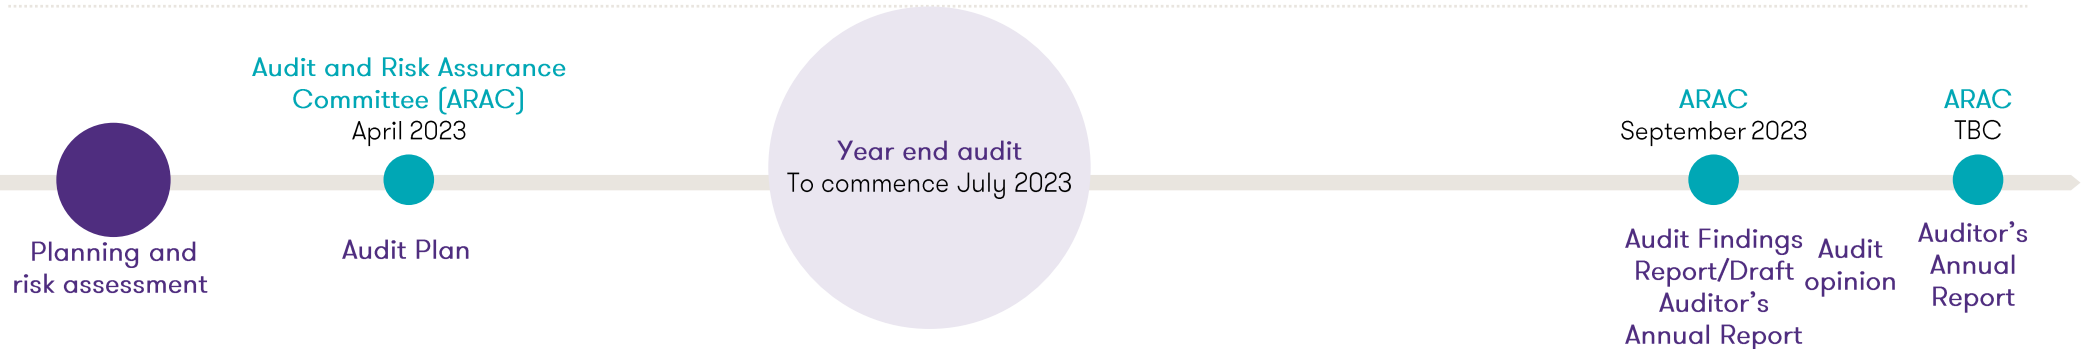 Planning and
risk assessment
Audit and Risk Assurance
Committee (ARAC)
April 2023
Audit Plan
Year end audit
To commence July 2023
ARAC
September 2023
Audit Findings
Report/Draft
Auditor’s
Annual Report
Audit
opinion
ARAC
TBC
Auditor’s
Annual
Report